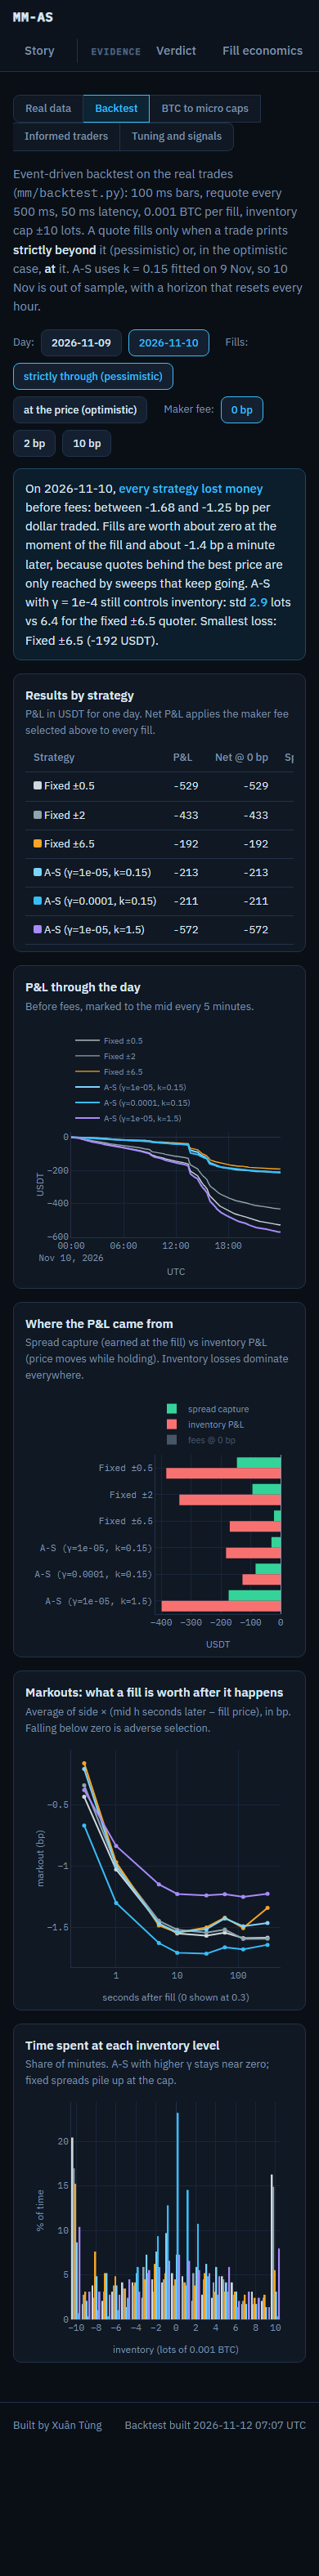 MM-AS
Story EVIDENCE Verdict Fill economics
Real data Backtest BTC to micro caps
Informed traders Tuning and signals
Event-driven backtest on the real trades
(mm/backtest.py): 100 ms bars, requote every
500 ms, 50 ms latency, 0.001 BTC per fill, inventory
cap ±10 lots. A quote fills only when a trade prints
strictly beyond it (pessimistic) or, in the optimistic
case, at it. A-S uses k = 0.15 fitted on 9 Nov, so 10
Nov is out of sample, with a horizon that resets every
hour.
Day: 2026-11-09 2026-11-10 Fills:
strictly through (pessimistic)
at the price (optimistic) Maker fee: 0 bp
2 bp 10 bp
On 2026-11-10, every strategy lost money
before fees: between -1.68 and -1.25 bp per
dollar traded. Fills are worth about zero at the
moment of the fill and about -1.4 bp a minute
later, because quotes behind the best price are
only reached by sweeps that keep going. A-S
with γ = 1e-4 still controls inventory: std 2.9 lots
vs 6.4 for the fixed ±6.5 quoter. Smallest loss:
Fixed ±6.5 (-192 USDT).
Results by strategy
P&L in USDT for one day. Net P&L applies the maker fee
selected above to every fill.
Strategy P&L Net @ 0 bp Sp
Fixed ±0.5 -529 -529
Fixed ±2 -433 -433
Fixed ±6.5 -192 -192
A-S (γ=1e-05, k=0.15) -213 -213
A-S (γ=0.0001, k=0.15) -211 -211
A-S (γ=1e-05, k=1.5) -572 -572
P&L through the day
Before fees, marked to the mid every 5 minutes.
Fixed ±0.5
Fixed ±2
Fixed ±6.5
A-S (γ=1e-05, k=0.15)
A-S (γ=0.0001, k=0.15)
A-S (γ=1e-05, k=1.5)
0
−200
−400
−600
USDT
00:00 06:00 12:00 18:00
Nov 10, 2026
UTC
Where the P&L came from
Spread capture (earned at the fill) vs inventory P&L
(price moves while holding). Inventory losses dominate
everywhere.
spread capture
inventory P&L
fees @ 0 bp
Fixed ±0.5
Fixed ±2
Fixed ±6.5
A-S (γ=1e-05, k=0.15)
A-S (γ=0.0001, k=0.15)
A-S (γ=1e-05, k=1.5)
−400 −300 −200 −100 0
USDT
Markouts: what a fill is worth after it happens
Average of side × (mid h seconds later − fill price), in bp.
Falling below zero is adverse selection.
−0.5
−1
−1.5
markout (bp)
1 10 100
seconds after fill (0 shown at 0.3)
Time spent at each inventory level
Share of minutes. A-S with higher γ stays near zero;
fixed spreads pile up at the cap.
20
15
10
5
0
% of time
−10 −8 −6 −4 −2 0 2 4 6 8 10
inventory (lots of 0.001 BTC)
Built by Xuân Tùng Backtest built 2026-11-12 07:07 UTC